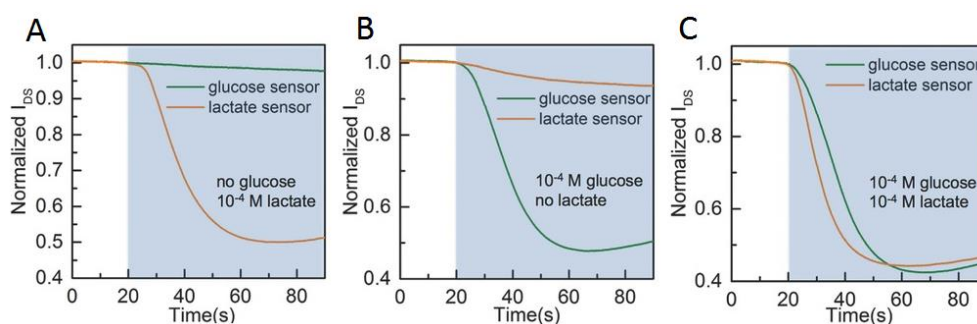 A
Normalized I_DS
1.0
0.9
0.8
0.7
0.6
0.5
0.4
glucose sensor
lactate sensor
no glucose
10⁻⁴ M lactate
0 20 40 60 80
Time(s)
B
Normalized I_DS
1.0
0.8
0.6
0.4
glucose sensor
lactate sensor
10⁻⁴ M glucose
no lactate
0 20 40 60 80
Time(s)
C
Normalized I_DS
1.0
0.8
0.6
0.4
glucose sensor
lactate sensor
10⁻⁴ M glucose
10⁻⁴ M lactate
0 20 40 60 80
Time(s)